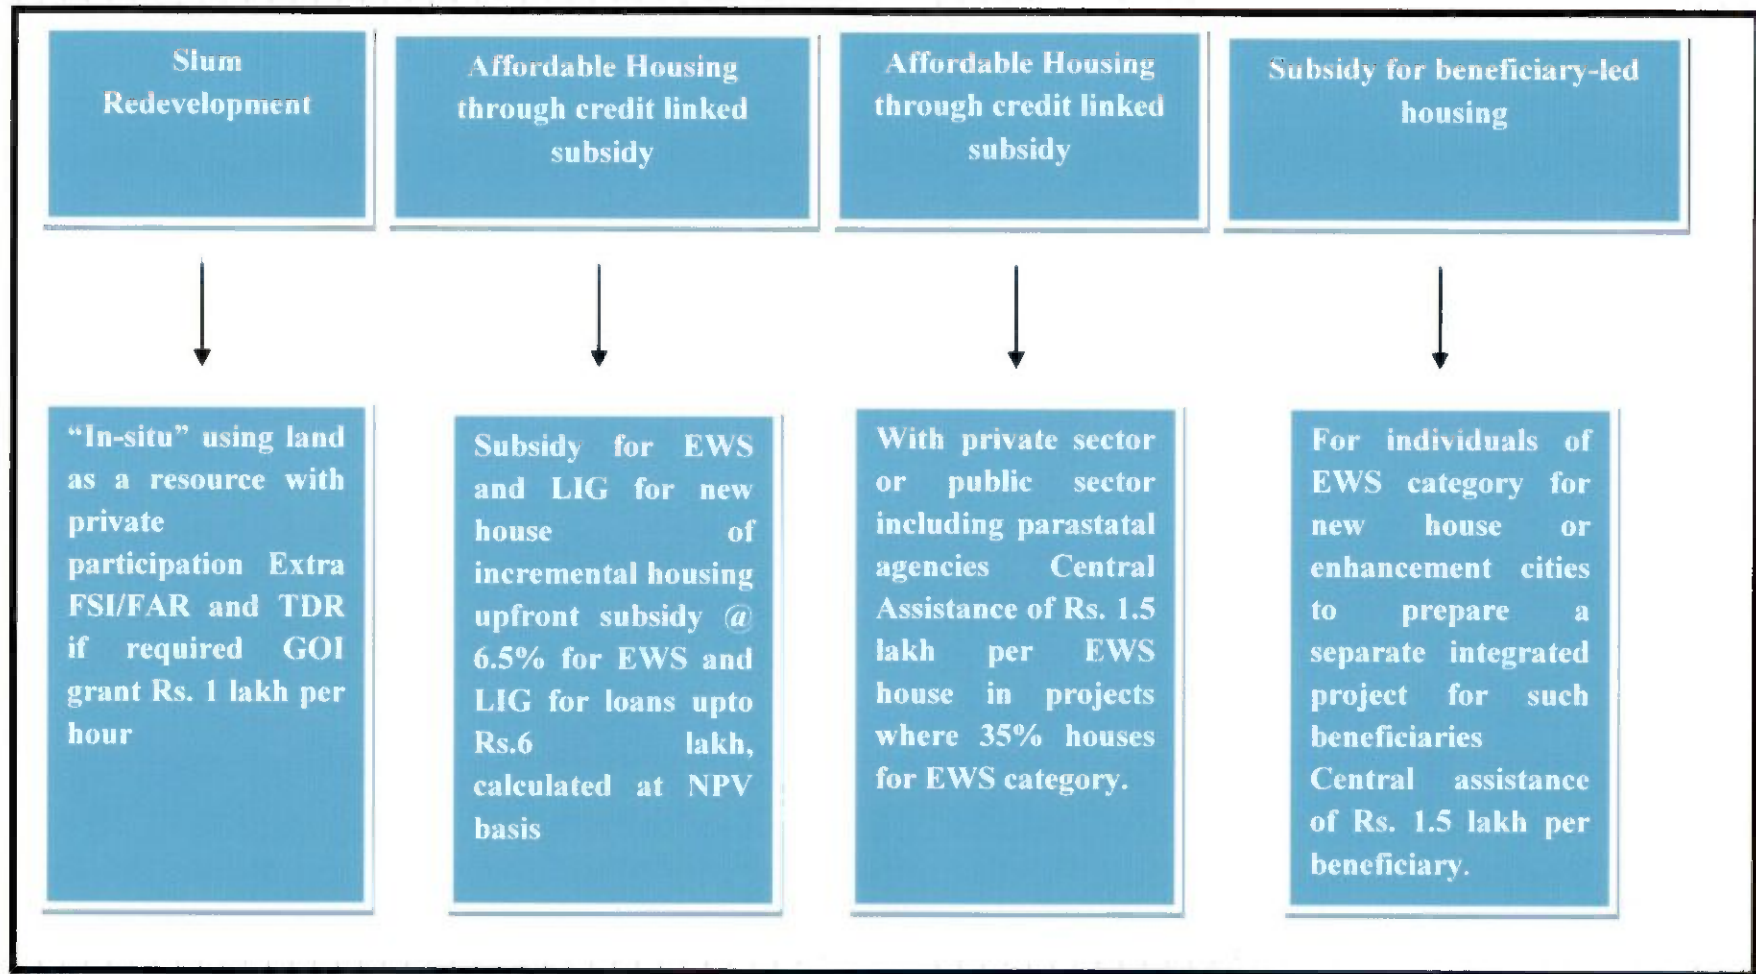 Slum
Redevelopment
Affordable Housing
through credit linked
subsidy
Affordable Housing
through credit linked
subsidy
Subsidy for beneficiary-led
housing
“In-situ” using land
as a resource with
private
participation Extra
FSI/FAR and TDR
if required GOI
grant Rs. 1 lakh per
hour
Subsidy for EWS
and LIG for new
house of
incremental housing
upfront subsidy @
6.5% for EWS and
LIG for loans upto
Rs.6 lakh,
calculated at NPV
basis
With private sector
or public sector
including parastatal
agencies Central
Assistance of Rs. 1.5
lakh per EWS
house in projects
where 35% houses
for EWS category.
For individuals of
EWS category for
new house or
enhancement cities
to prepare a
separate integrated
project for such
beneficiaries
Central assistance
of Rs. 1.5 lakh per
beneficiary.